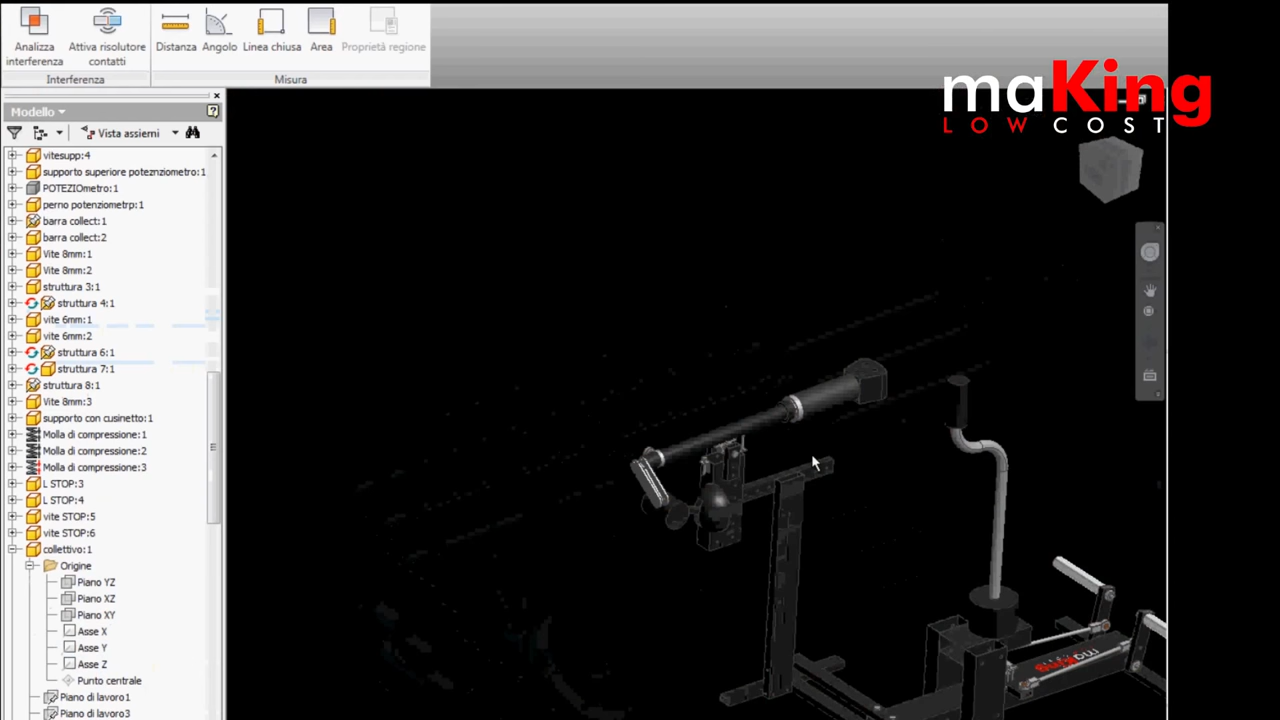 Analizza
interferenza
Attiva risolutore
contatti
Distanza
Angolo
Linea chiusa
Area
Proprietà regione
Interferenza
Misura
maKing
LOW COST
Modello
Vista assiemi
vitesupp:4
supporto superiore poteznziometro:1
POTEZIOmetro:1
perno potenziometrp:1
barra collect:1
barra collect:2
Vite 8mm:1
Vite 8mm:2
struttura 3:1
struttura 4:1
vite 6mm:1
vite 6mm:2
struttura 6:1
struttura 7:1
struttura 8:1
Vite 8mm:3
supporto con cusinetto:1
Molla di compressione:1
Molla di compressione:2
Molla di compressione:3
L STOP:3
L STOP:4
vite STOP:5
vite STOP:6
collettivo:1
Origine
Piano YZ
Piano XZ
Piano XY
Asse X
Asse Y
Asse Z
Punto centrale
Piano di lavoro1
Piano di lavoro3
maKing